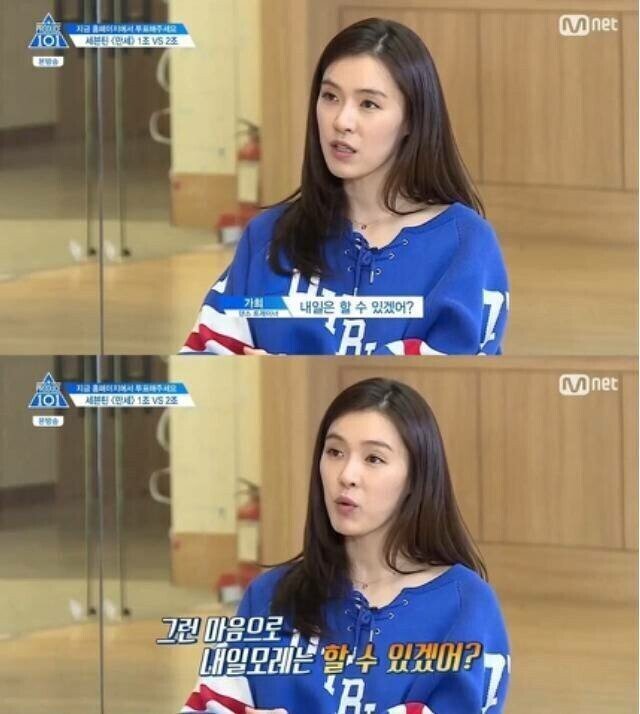 PRODUCE
101
본방송
지금 홈페이지에서 투표해주세요
세븐틴 <만세> 1조 VS 2조
Mnet
가희
댄스 트레이너
내일은 할 수 있겠어?
PRODUCE
101
본방송
지금 홈페이지에서 투표해주세요
세븐틴 <만세> 1조 VS 2조
Mnet
그런 마음으로
내일모레는 할 수 있겠어?